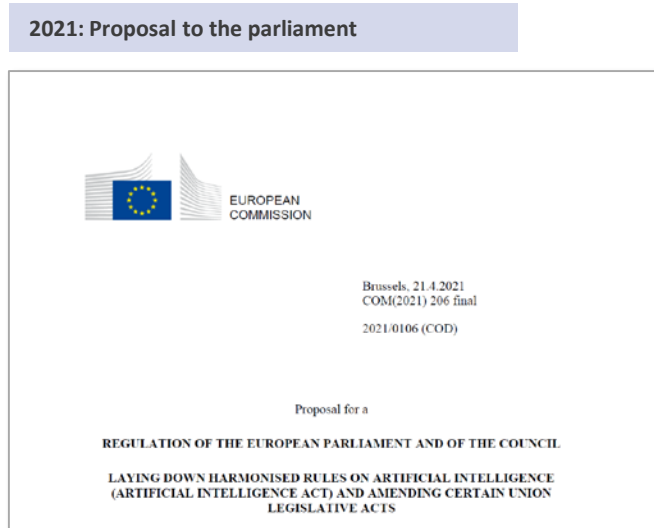 2021: Proposal to the parliament
EUROPEAN
COMMISSION
Brussels, 21.4.2021
COM(2021) 206 final
2021/0106 (COD)
Proposal for a
REGULATION OF THE EUROPEAN PARLIAMENT AND OF THE COUNCIL
LAYING DOWN HARMONISED RULES ON ARTIFICIAL INTELLIGENCE
(ARTIFICIAL INTELLIGENCE ACT) AND AMENDING CERTAIN UNION
LEGISLATIVE ACTS